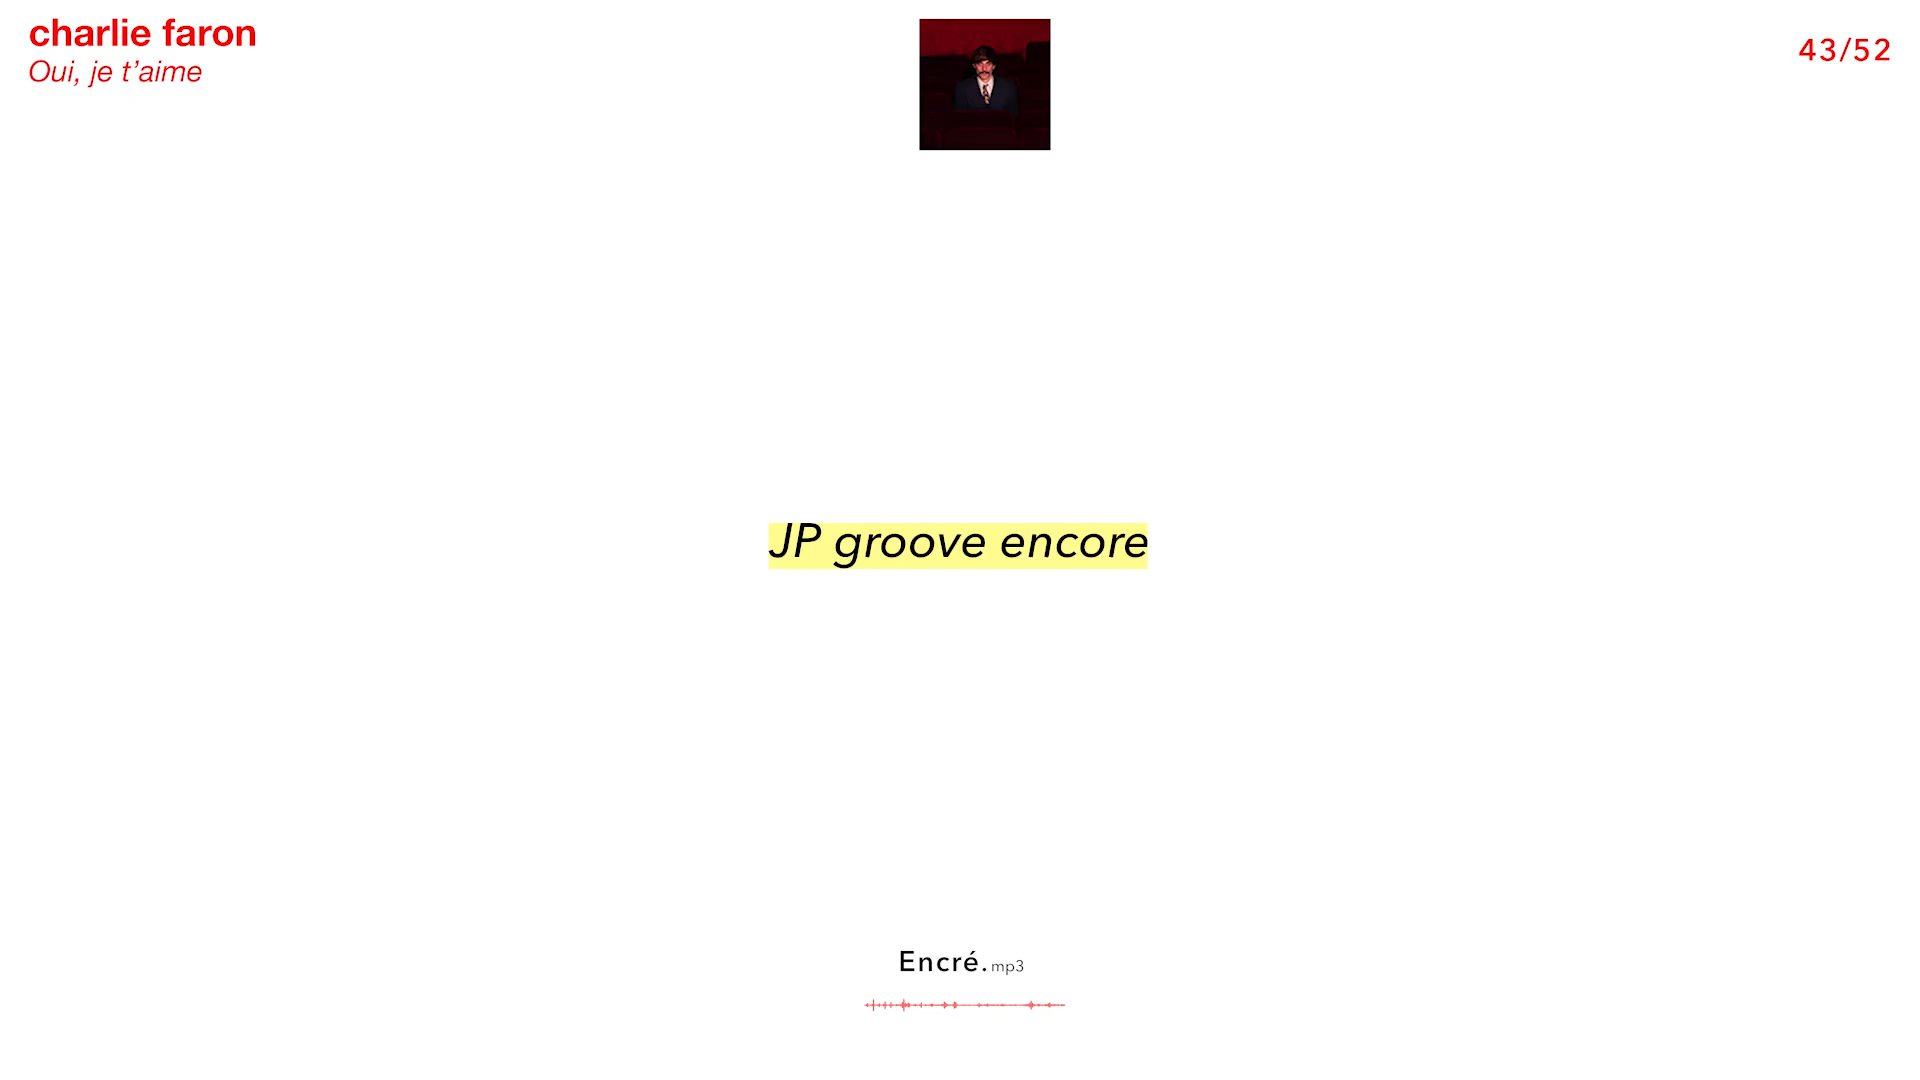 charlie faron
Oui, je t’aime
43/52
JP groove encore
Encré.mp3